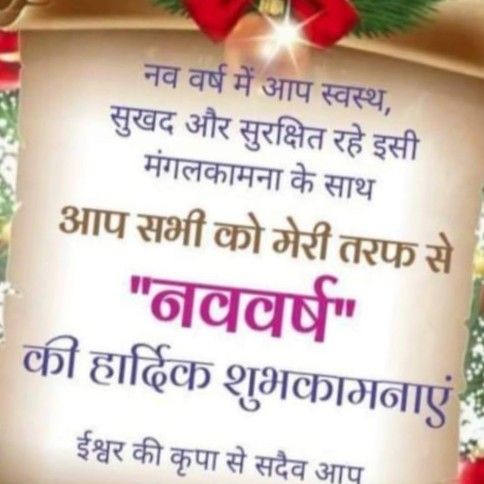 नव वर्ष में आप स्वस्थ,
सुखद और सुरक्षित रहे इसी
मंगलकामना के साथ
आप सभी को मेरी तरफ से
"नववर्ष"
की हार्दिक शुभकामनाएं
ईश्वर की कृपा से सदैव आप